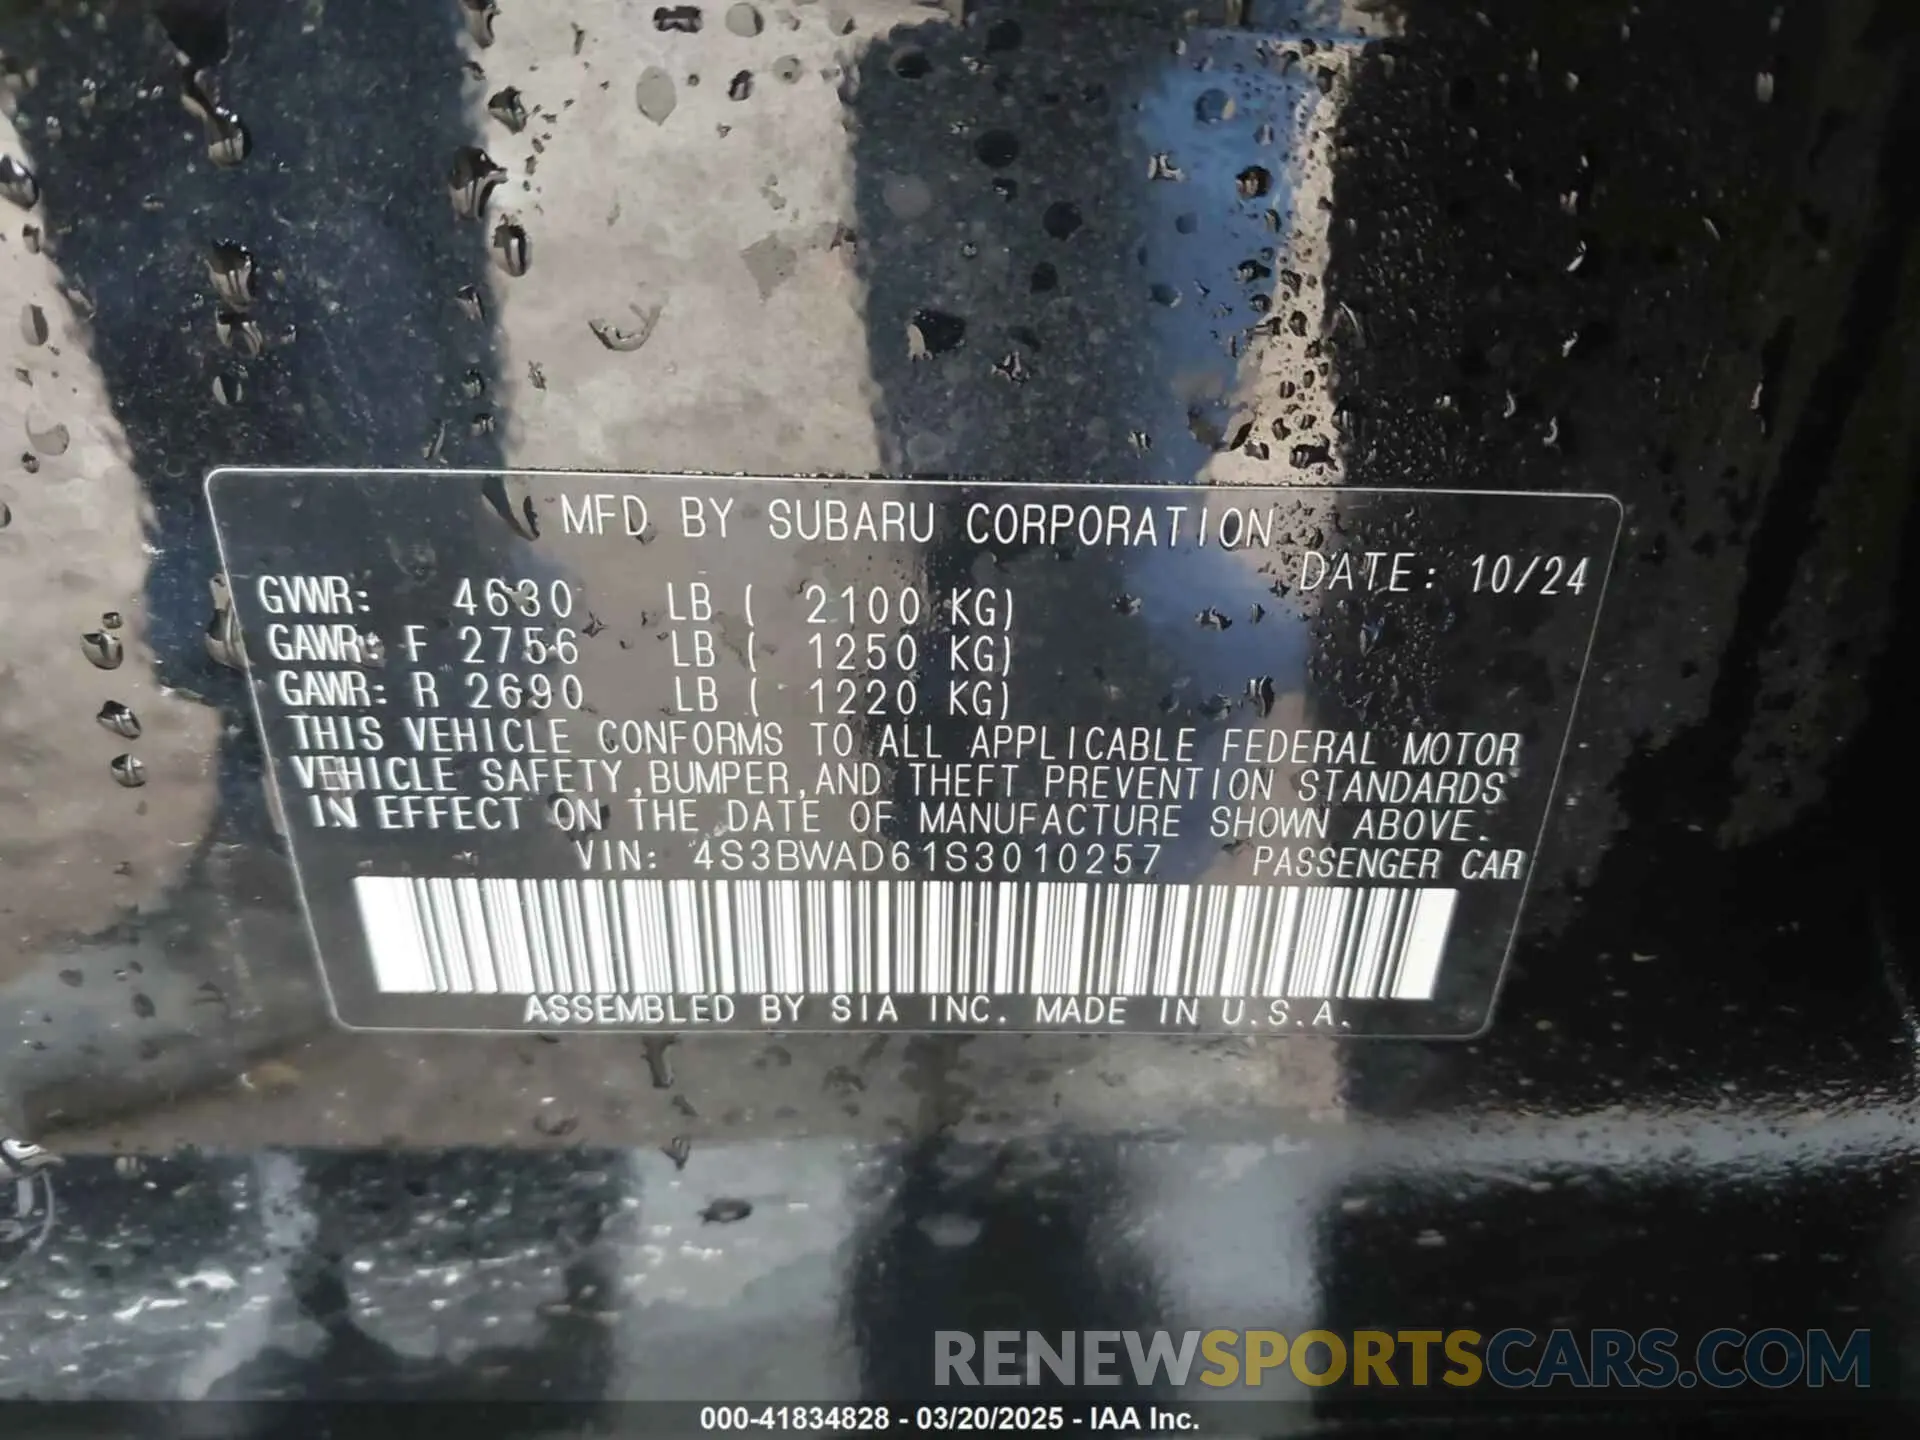 MFD BY SUBARU CORPORATION
DATE: 10/24
GVWR: 4630 LB ( 2100 KG)
GAWR: F 2756 LB ( 1250 KG)
GAWR: R 2690 LB ( 1220 KG)
THIS VEHICLE CONFORMS TO ALL APPLICABLE FEDERAL MOTOR
VEHICLE SAFETY,BUMPER,AND THEFT PREVENTION STANDARDS
IN EFFECT ON THE DATE OF MANUFACTURE SHOWN ABOVE.
VIN: 4S3BWAD61S3010257 PASSENGER CAR
ASSEMBLED BY SIA INC. MADE IN U.S.A.
RENEWSPORTSCARS.COM
000-41834828 - 03/20/2025 - IAA Inc.